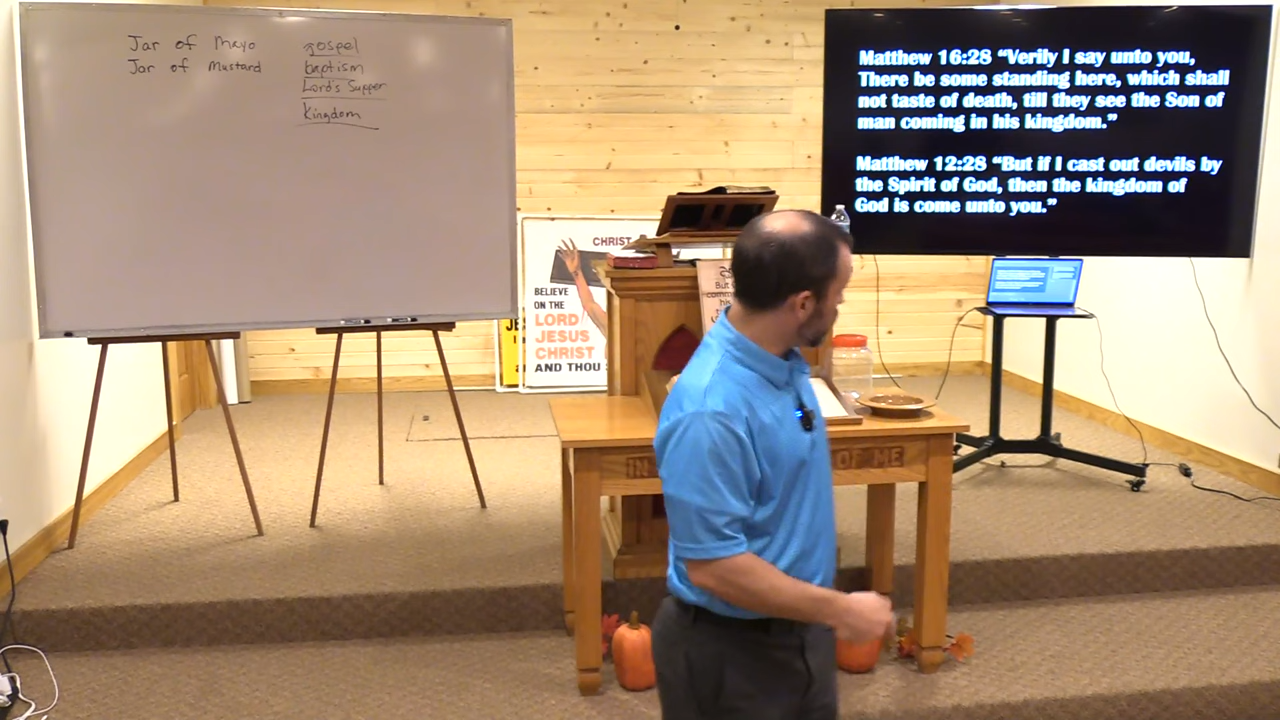 Jar of Mayo
Jar of Mustard
gospel
baptism
Lord's Supper
Kingdom
Matthew 16:28 “Verily I say unto you,
There be some standing here, which shall
not taste of death, till they see the Son of
man coming in his kingdom.”
Matthew 12:28 “But if I cast out devils by
the Spirit of God, then the kingdom of
God is come unto you.”
CHRIST
BELIEVE
ON THE
LORD
JESUS
CHRIST
AND THOU
But
IN
OF ME